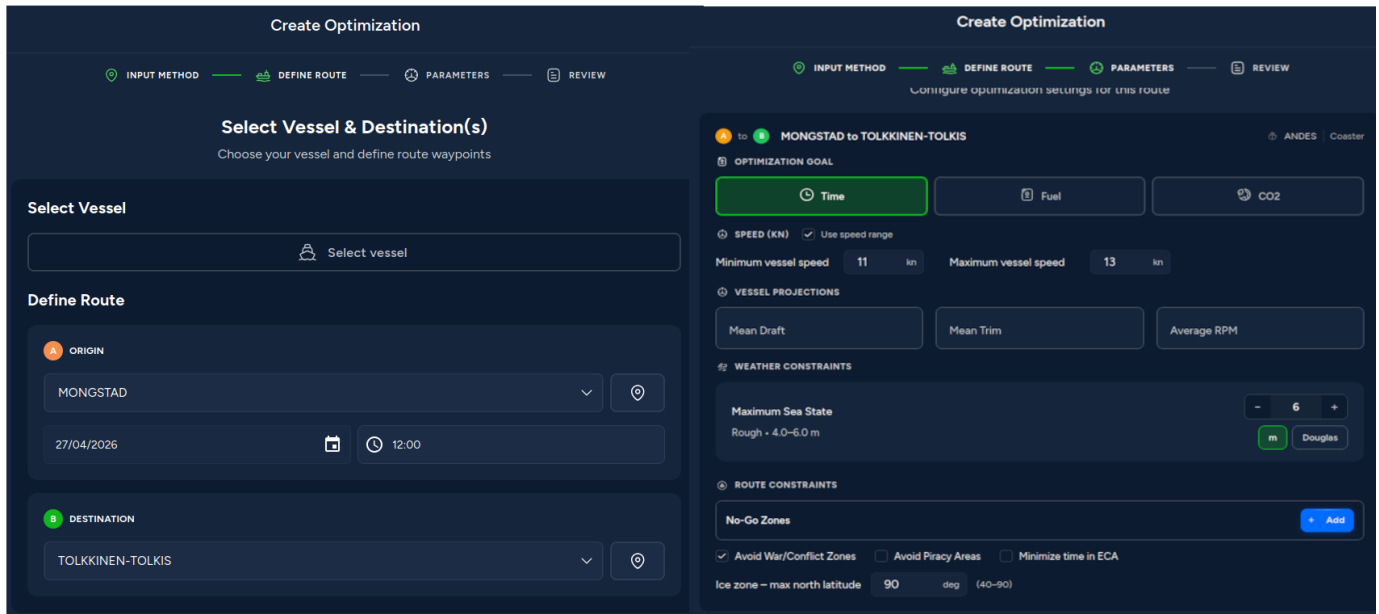 Create Optimization
INPUT METHOD DEFINE ROUTE PARAMETERS REVIEW
Select Vessel & Destination(s)
Choose your vessel and define route waypoints
Select Vessel
Select vessel
Define Route
A ORIGIN
MONGSTAD
27/04/2026 12:00
B DESTINATION
TOLKKINEN-TOLKIS
Create Optimization
INPUT METHOD DEFINE ROUTE PARAMETERS REVIEW
Configure optimization settings for this route
A to B MONGSTAD to TOLKKINEN-TOLKIS ANDES | Coaster
OPTIMIZATION GOAL
Time Fuel CO2
SPEED (KN) Use speed range
Minimum vessel speed 11 kn Maximum vessel speed 13 kn
VESSEL PROJECTIONS
Mean Draft Mean Trim Average RPM
WEATHER CONSTRAINTS
Maximum Sea State - 6 +
Rough • 4.0–6.0 m m Douglas
ROUTE CONSTRAINTS
No-Go Zones + Add
Avoid War/Conflict Zones Avoid Piracy Areas Minimize time in ECA
Ice zone – max north latitude 90 deg (40–90)